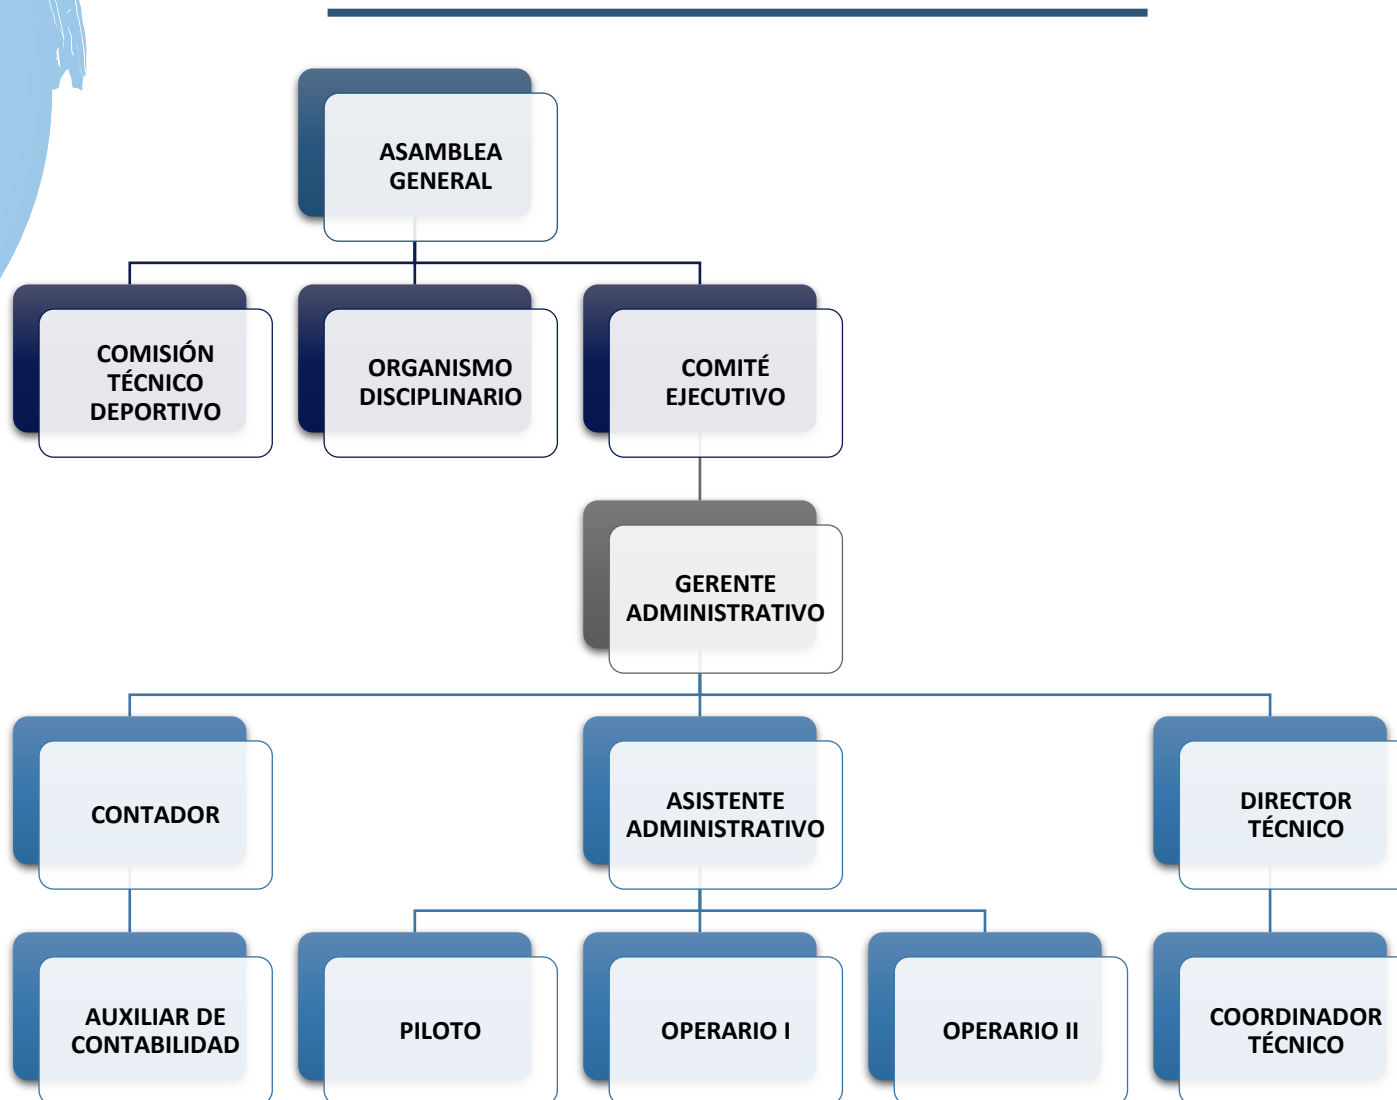 ASAMBLEA
GENERAL
COMISIÓN
TÉCNICO
DEPORTIVO
ORGANISMO
DISCIPLINARIO
COMITÉ
EJECUTIVO
GERENTE
ADMINISTRATIVO
CONTADOR
ASISTENTE
ADMINISTRATIVO
DIRECTOR
TÉCNICO
AUXILIAR DE
CONTABILIDAD
PILOTO
OPERARIO I
OPERARIO II
COORDINADOR
TÉCNICO